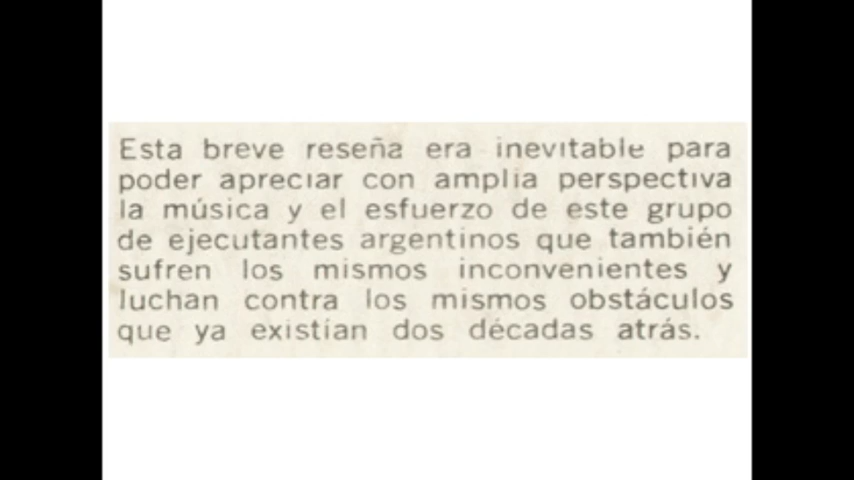 Esta breve reseña era inevitable para
poder apreciar con amplia perspectiva
la música y el esfuerzo de este grupo
de ejecutantes argentinos que también
sufren los mismos inconvenientes y
luchan contra los mismos obstáculos
que ya existían dos décadas atrás.